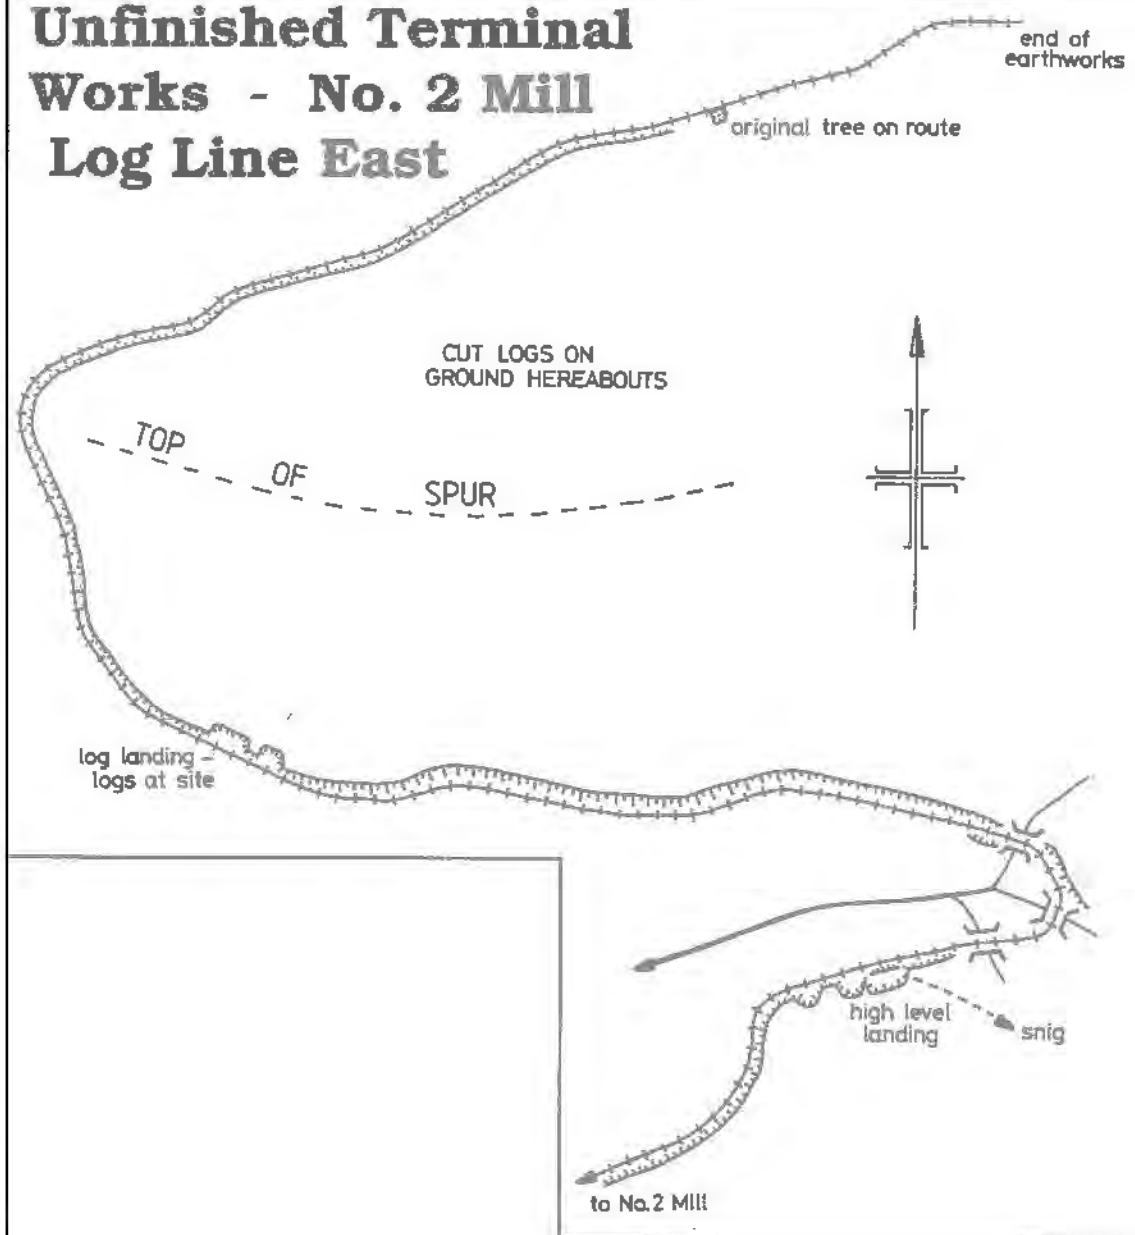 Unfinished Terminal
Works - No. 2 Mill
Log Line East
end of
earthworks
original tree on route
CUT LOGS ON
GROUND HEREABOUTS
TOP OF SPUR
log landing -
logs at site
high level
landing
snig
to No.2 Mill